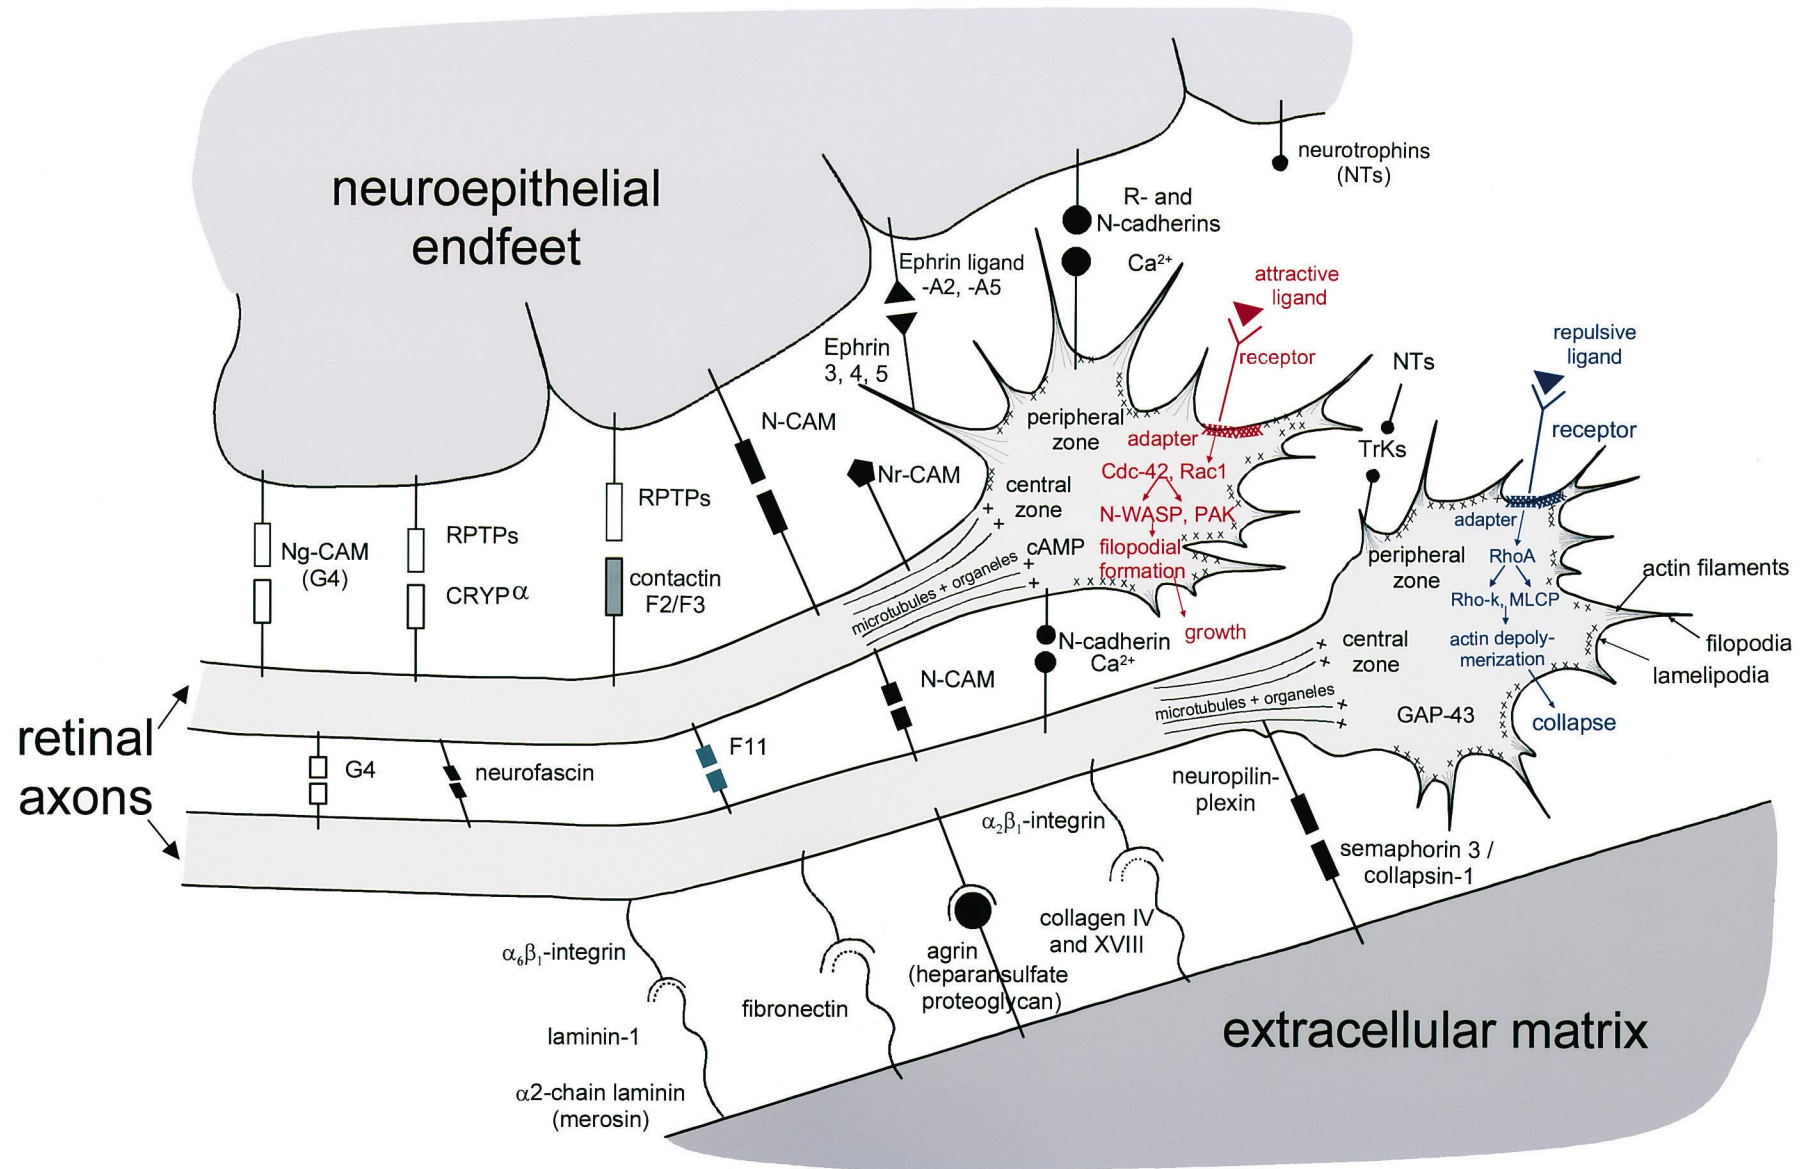 neuroepithelial
endfeet
neurotrophins
(NTs)
R- and
N-cadherins
Ca²⁺
Ephrin ligand
-A2, -A5
Ephrin
3, 4, 5
attractive
ligand
receptor
repulsive
ligand
receptor
NTs
TrKs
N-CAM
Nr-CAM
RPTPs
Ng-CAM
(G4)
RPTPs
CRYPα
contactin
F2/F3
peripheral
zone
adapter
Cdc-42, Rac1
central
zone
N-WASP, PAK
cAMP
filopodial
formation
growth
microtubules + organeles
adapter
peripheral
zone
RhoA
Rho-k, MLCP
actin depoly-
merization
collapse
central
zone
GAP-43
microtubules + organeles
actin filaments
filopodia
lamelipodia
N-cadherin
Ca²⁺
N-CAM
retinal
axons
G4
neurofascin
F11
neuropilin-
plexin
semaphorin 3 /
collapsin-1
α₂β₁-integrin
collagen IV
and XVIII
agrin
(heparansulfate
proteoglycan)
fibronectin
α₆β₁-integrin
laminin-1
α2-chain laminin
(merosin)
extracellular matrix